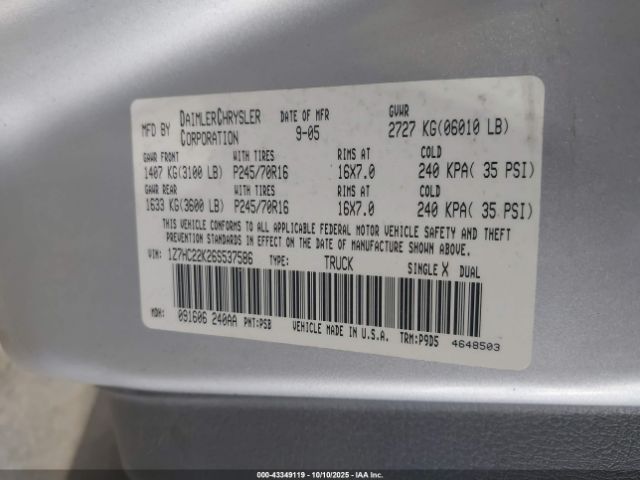 MFD BY DAIMLERCHRYSLER CORPORATION DATE OF MFR 9-05 GVWR 2727 KG(06010 LB)
GAWR FRONT WITH TIRES RIMS AT COLD
1407 KG(3100 LB) P245/70R16 16X7.0 240 KPA( 35 PSI)
GAWR REAR WITH TIRES RIMS AT COLD
1633 KG(3600 LB) P245/70R16 16X7.0 240 KPA( 35 PSI)
THIS VEHICLE CONFORMS TO ALL APPLICABLE FEDERAL MOTOR VEHICLE SAFETY AND THEFT
PREVENTION STANDARDS IN EFFECT ON THE DATE OF MANUFACTURE SHOWN ABOVE.
VIN: 1Z7HC22K26S537586 TYPE: TRUCK SINGLE X DUAL
MDH: 091606 240AA PNT:PSB VEHICLE MADE IN U.S.A. TRM:P9D5 4648503
000-43349119 - 10/10/2025 - IAA Inc.